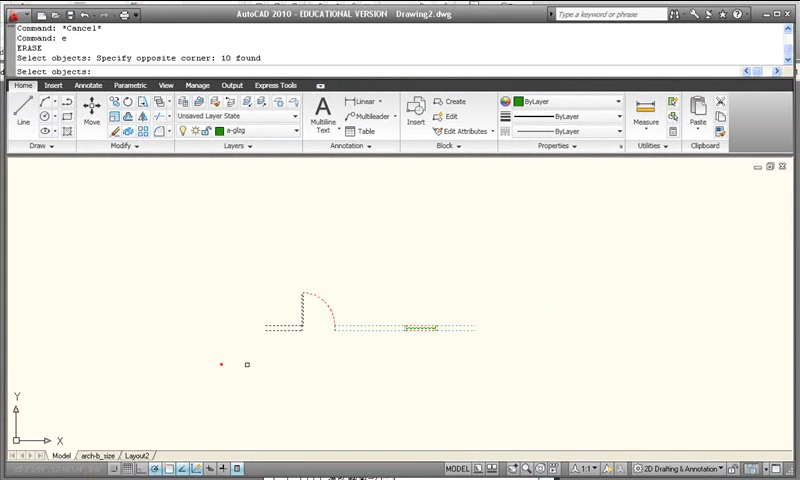 AutoCAD 2010 - EDUCATIONAL VERSION Drawing2.dwg
Type a keyword or phrase
Command: *Cancel*
Command: e
ERASE
Select objects: Specify opposite corner: 10 found
Select objects:
Home Insert Annotate Parametric View Manage Output Express Tools
Line
Move
Unsaved Layer State
a-glzg
A
Multiline
Text
Linear
Multileader
Table
Insert
Create
Edit
Edit Attributes
ByLayer
ByLayer
ByLayer
Measure
Paste
Draw Modify Layers Annotation Block Properties Utilities Clipboard
Y
X
Model arch-b_size Layout2
MODEL 1:1 2D Drafting & Annotation